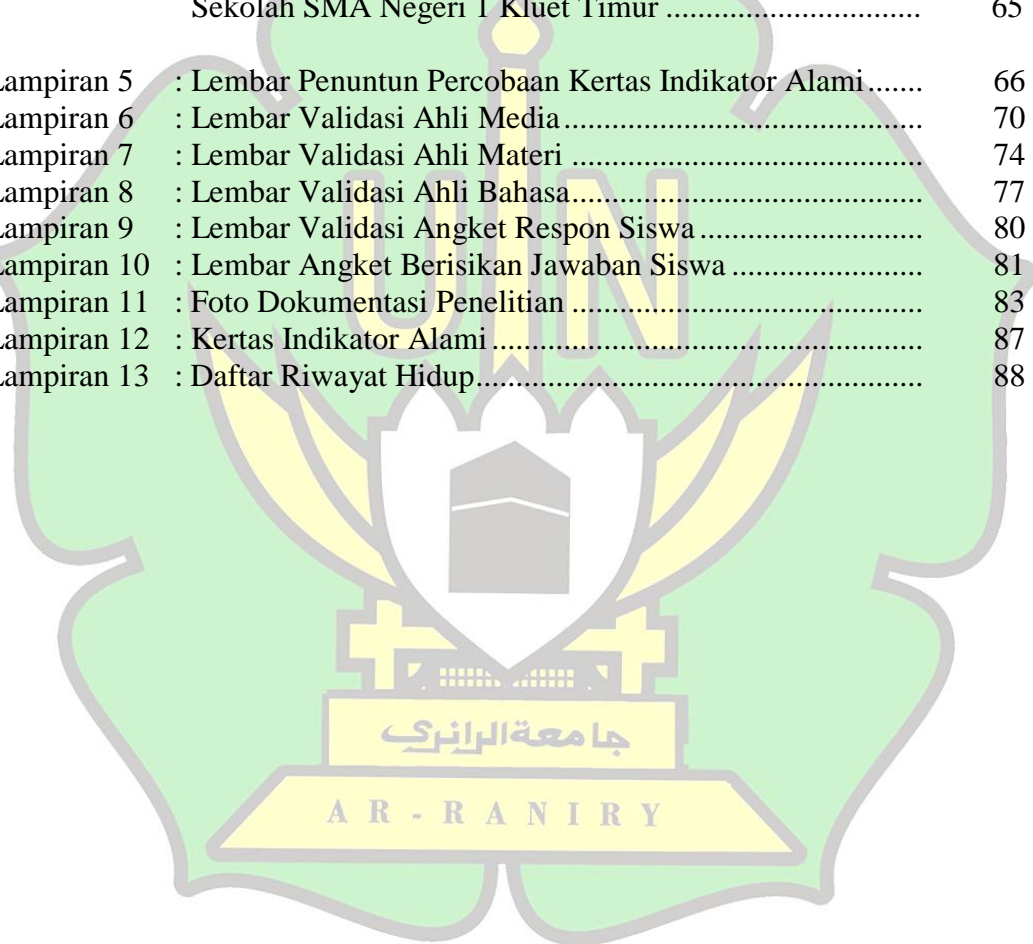 Sekolah SMA Negeri 1 Kluet Timur .............................. 65
Lampiran 5 : Lembar Penuntun Percobaan Kertas Indikator Alami....... 66
Lampiran 6 : Lembar Validasi Ahli Media........................................... 70
Lampiran 7 : Lembar Validasi Ahli Materi .......................................... 74
Lampiran 8 : Lembar Validasi Ahli Bahasa.......................................... 77
Lampiran 9 : Lembar Validasi Angket Respon Siswa........................... 80
Lampiran 10 : Lembar Angket Berisikan Jawaban Siswa ....................... 81
Lampiran 11 : Foto Dokumentasi Penelitian .......................................... 83
Lampiran 12 : Kertas Indikator Alami.................................................... 87
Lampiran 13 : Daftar Riwayat Hidup...................................................... 88
UIN
جامعةالرانري
AR-RANIRY